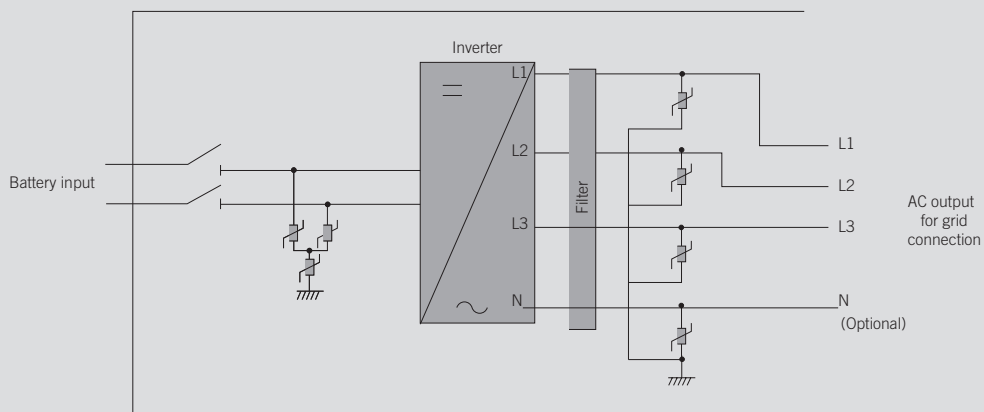 Inverter
L1
L2
L3
N
Battery input
Filter
L1
L2
L3
N
(Optional)
AC output
for grid
connection